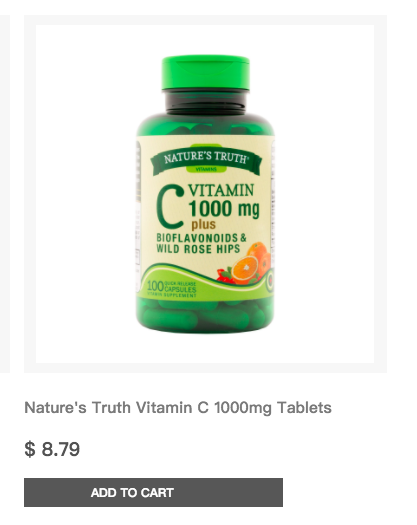 NATURE'S TRUTH®
VITAMINS
C VITAMIN
1000 mg
plus
BIOFLAVONOIDS &
WILD ROSE HIPS
100 QUICK RELEASE
CAPSULES
VITAMIN SUPPLEMENT
Nature's Truth Vitamin C 1000mg Tablets
$ 8.79
ADD TO CART